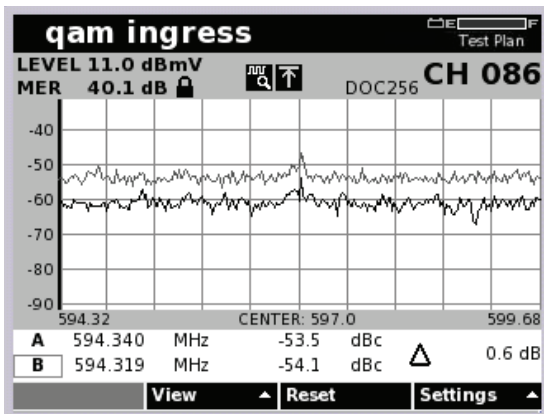 qam ingress
E F
Test Plan
LEVEL 11.0 dBmV
MER 40.1 dB
DOC256 CH 086
-40
-50
-60
-70
-80
-90
594.32 CENTER: 597.0 599.68
A 594.340 MHz -53.5 dBc
B 594.319 MHz -54.1 dBc
Δ 0.6 dB
View Reset Settings